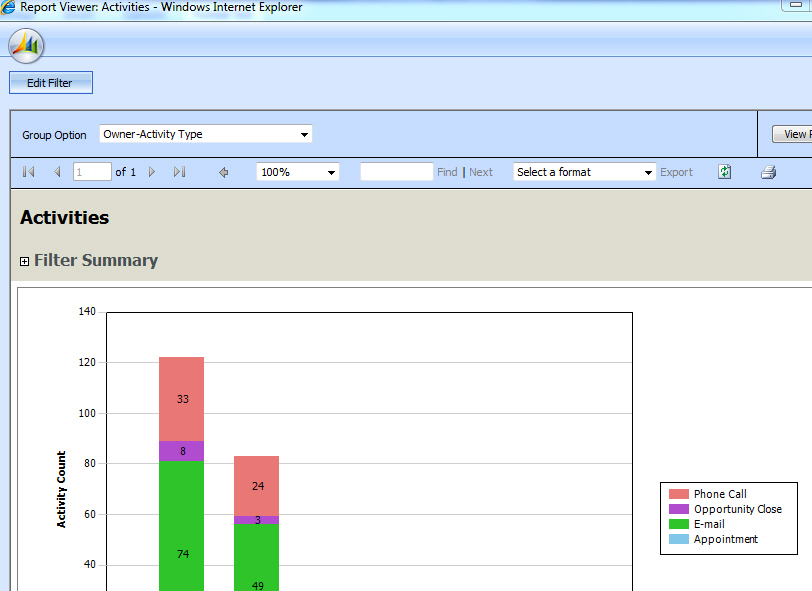 Report Viewer: Activities - Windows Internet Explorer
Edit Filter
Group Option Owner-Activity Type
1 of 1 100% Find | Next Select a format Export
View
Activities
Filter Summary
140
120
100
80
60
40
Activity Count
33
8
74
24
3
49
Phone Call
Opportunity Close
E-mail
Appointment